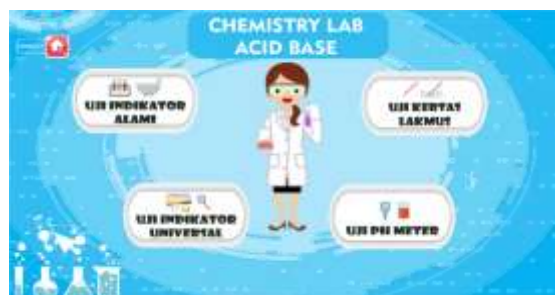 CHEMISTRY LAB
ACID BASE
UJI INDIKATOR
ALAMI
UJI KERTAS
LAKMUS
UJI INDIKATOR
UNIVERSAL
UJI PH METER